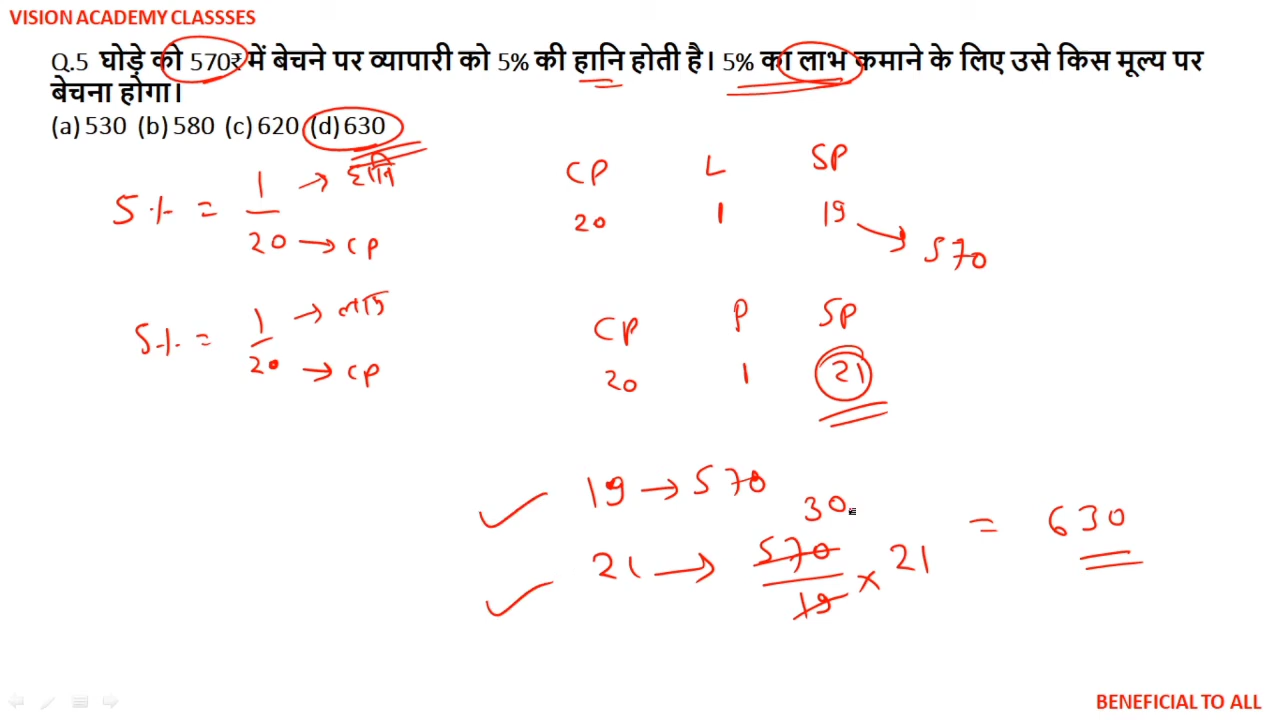 VISION ACADEMY CLASSSES
Q.5 घोड़े को 570₹ में बेचने पर व्यापारी को 5% की हानि होती है। 5% का लाभ कमाने के लिए उसे किस मूल्य पर
बेचना होगा।
(a) 530 (b) 580 (c) 620 (d) 630
5% = 1/20 → हानि → CP
CP L SP
20 1 19 → 570
5% = 1/20 → लाभ → CP
CP P SP
20 1 21
19 → 570
30
21 → 570/19 × 21 = 630
BENEFICIAL TO ALL